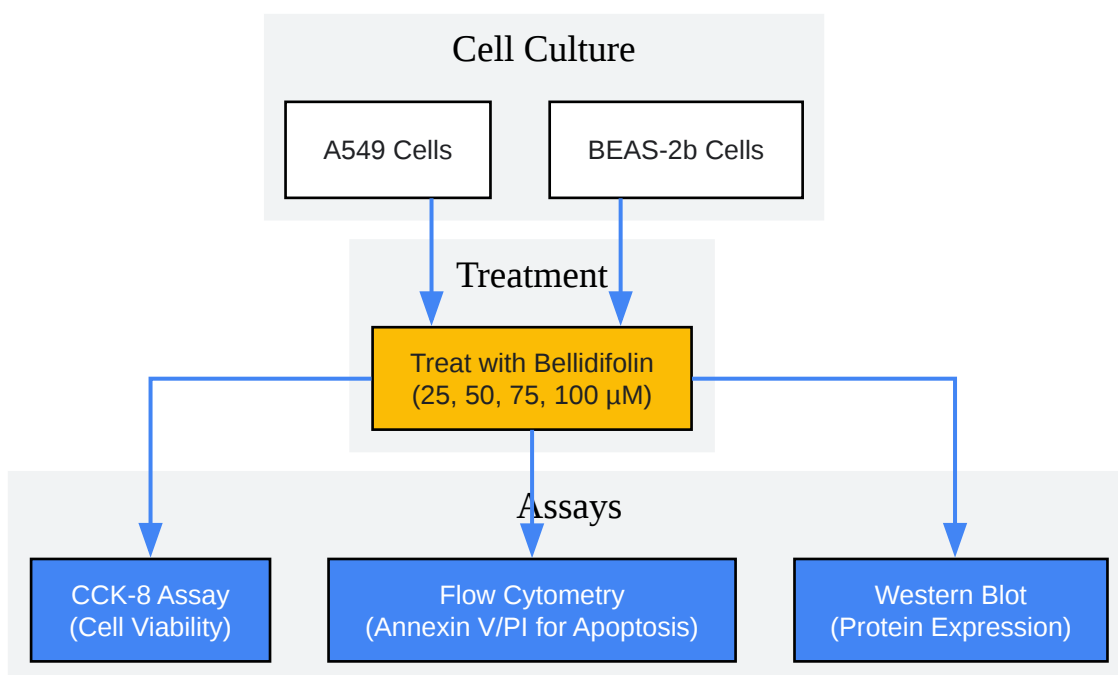 Cell Culture
A549 Cells
BEAS-2b Cells
Treatment
Treat with Bellidifolin
(25, 50, 75, 100 µM)
Assays
CCK-8 Assay
(Cell Viability)
Flow Cytometry
(Annexin V/PI for Apoptosis)
Western Blot
(Protein Expression)